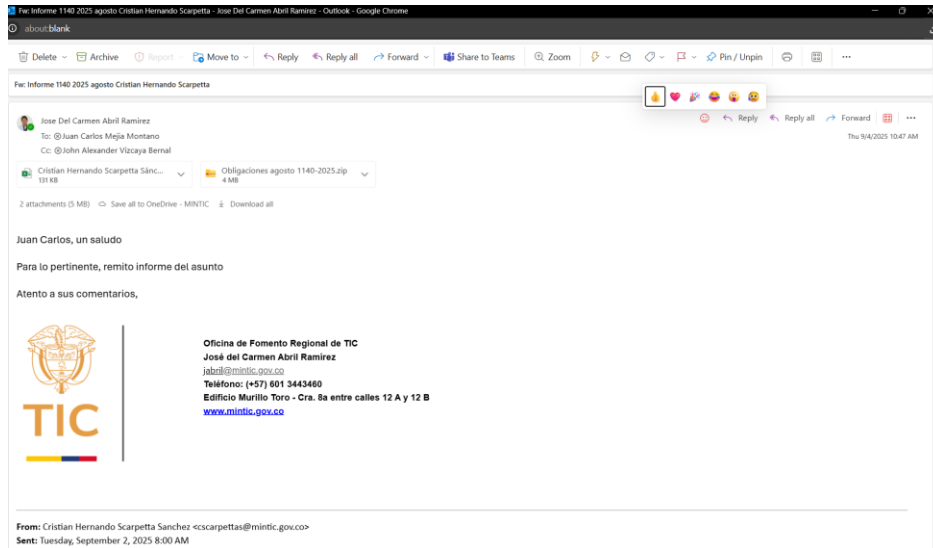 Fw: Informe 1140 2025 agosto Cristian Hernando Scarpetta - Jose Del Carmen Abril Ramirez - Outlook - Google Chrome
about:blank
Delete Archive Report Move to Reply Reply all Forward Share to Teams Zoom Pin / Unpin
Fw: Informe 1140 2025 agosto Cristian Hernando Scarpetta
Jose Del Carmen Abril Ramirez
Reply Reply all Forward
To: Juan Carlos Mejia Montano
Thu 9/4/2025 10:47 AM
Cc: John Alexander Vizcaya Bernal
Cristian Hernando Scarpetta Sánc...
131 KB
Obligaciones agosto 1140-2025.zip
4 MB
2 attachments (5 MB) Save all to OneDrive - MINTIC Download all
Juan Carlos, un saludo
Para lo pertinente, remito informe del asunto
Atento a sus comentarios,
TIC
Oficina de Fomento Regional de TIC
José del Carmen Abril Ramírez
jabril@mintic.gov.co
Teléfono: (+57) 601 3443460
Edificio Murillo Toro - Cra. 8a entre calles 12 A y 12 B
www.mintic.gov.co
From: Cristian Hernando Scarpetta Sanchez <cscarpettas@mintic.gov.co>
Sent: Tuesday, September 2, 2025 8:00 AM